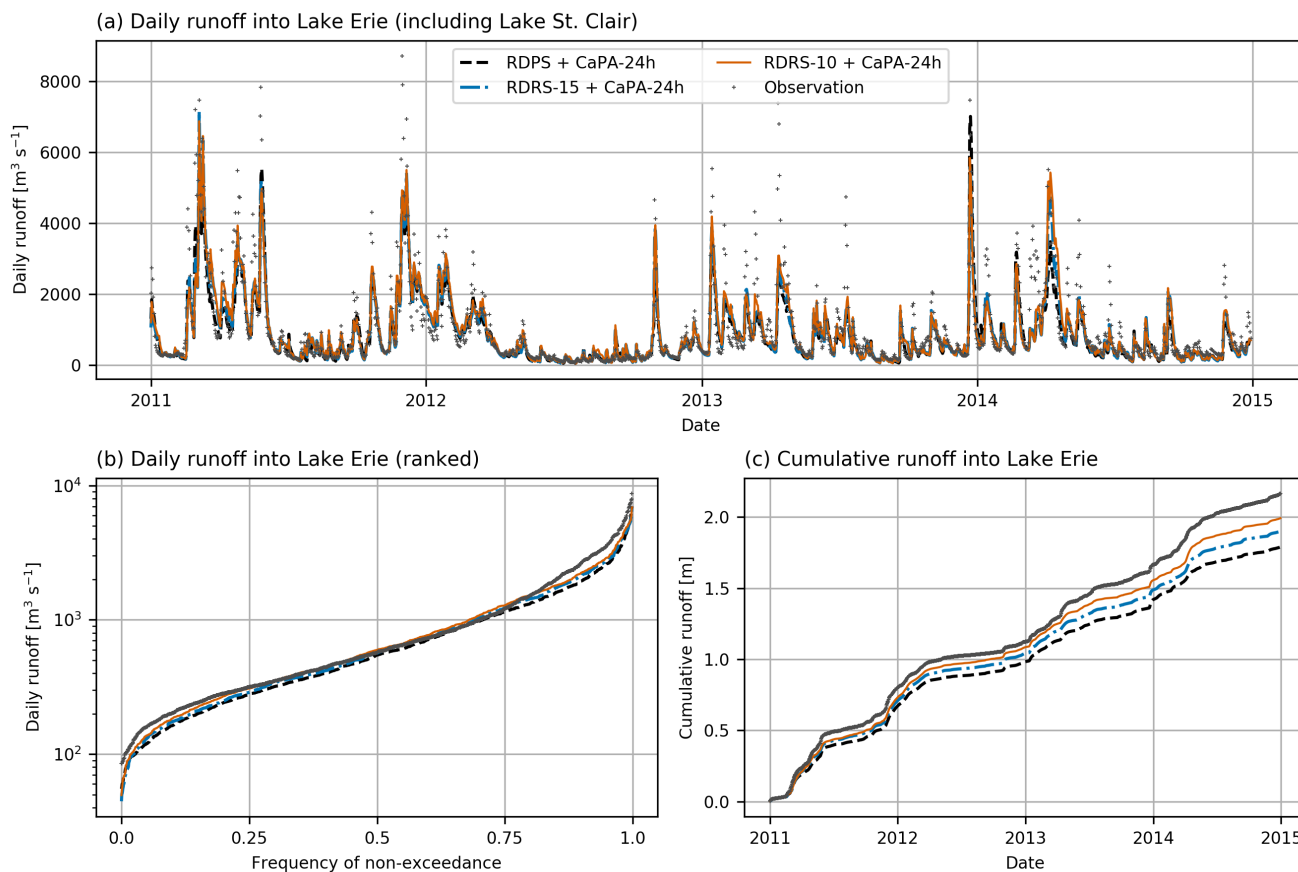 (a) Daily runoff into Lake Erie (including Lake St. Clair)
RDPS + CaPA-24h
RDRS-10 + CaPA-24h
RDRS-15 + CaPA-24h
Observation
Daily runoff [m³ s⁻¹]
8000
6000
4000
2000
0
2011
2012
2013
2014
2015
Date
(b) Daily runoff into Lake Erie (ranked)
Daily runoff [m³ s⁻¹]
10⁴
10³
10²
0.0
0.25
0.5
0.75
1.0
Frequency of non-exceedance
(c) Cumulative runoff into Lake Erie
Cumulative runoff [m]
2.0
1.5
1.0
0.5
0.0
2011
2012
2013
2014
2015
Date